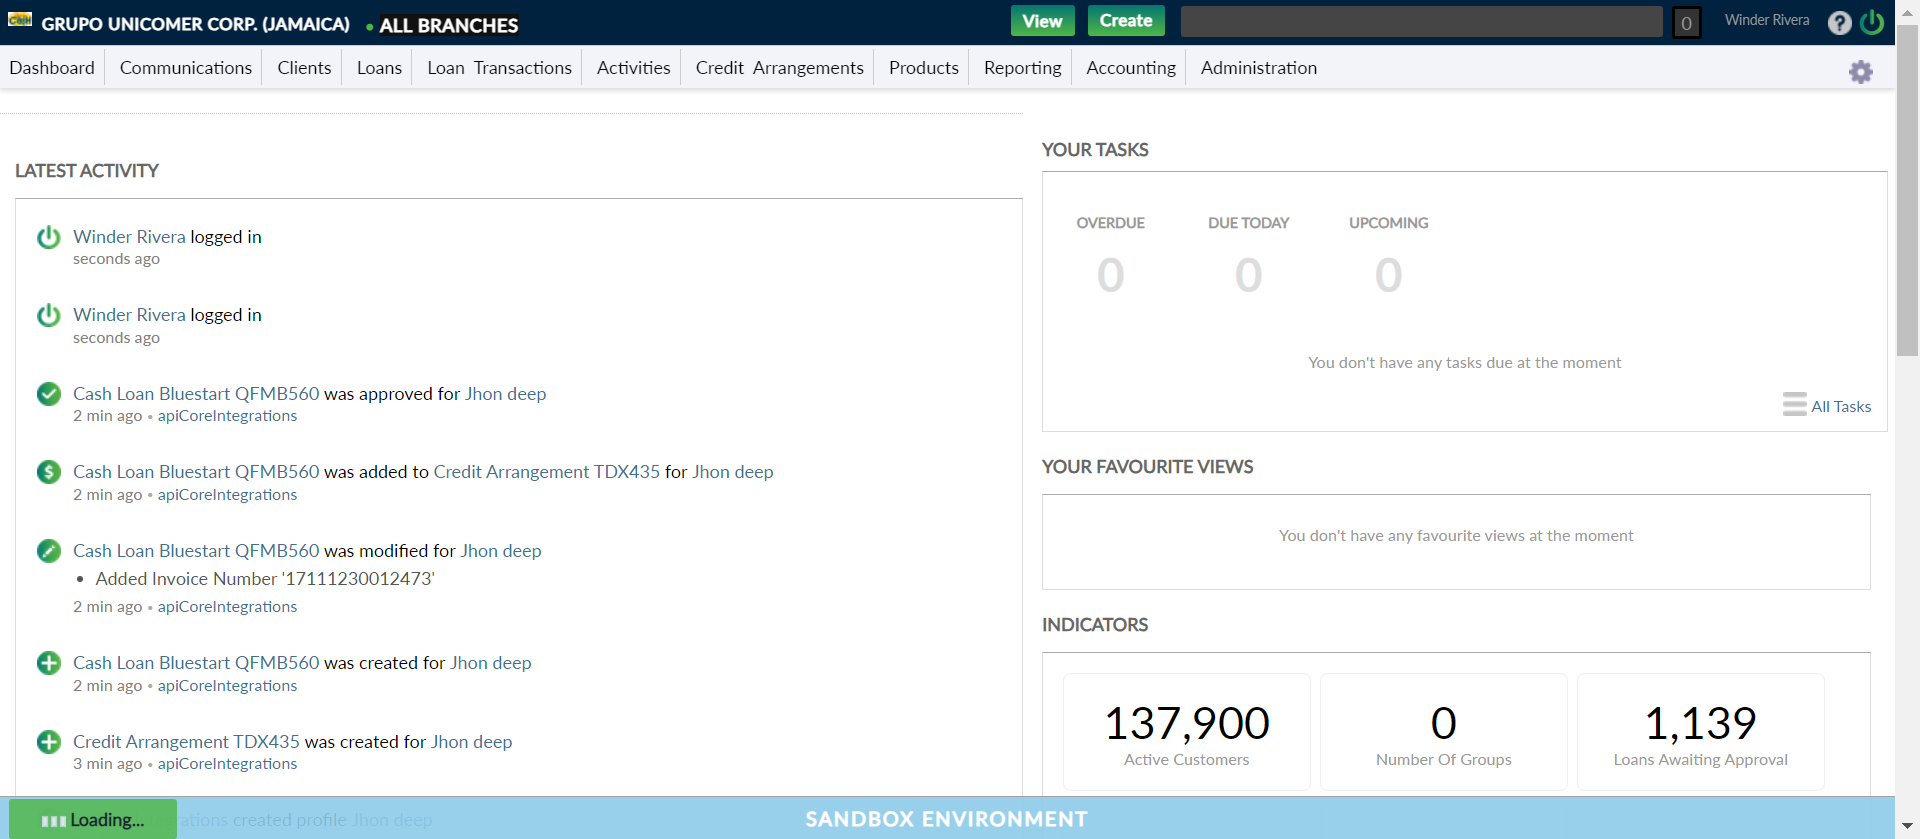 Cash
GRUPO UNICOMER CORP. (JAMAICA) • ALL BRANCHES
View
Create
0
Winder Rivera
?
Dashboard
Communications
Clients
Loans
Loan Transactions
Activities
Credit Arrangements
Products
Reporting
Accounting
Administration
LATEST ACTIVITY
Winder Rivera logged in
seconds ago
Winder Rivera logged in
seconds ago
Cash Loan Bluestart QFMB560 was approved for Jhon deep
2 min ago • apiCoreIntegrations
$
Cash Loan Bluestart QFMB560 was added to Credit Arrangement TDX435 for Jhon deep
2 min ago • apiCoreIntegrations
Cash Loan Bluestart QFMB560 was modified for Jhon deep
• Added Invoice Number '17111230012473'
2 min ago • apiCoreIntegrations
Cash Loan Bluestart QFMB560 was created for Jhon deep
2 min ago • apiCoreIntegrations
Credit Arrangement TDX435 was created for Jhon deep
3 min ago • apiCoreIntegrations
created profile Jhon deep
YOUR TASKS
OVERDUE
DUE TODAY
UPCOMING
0
0
0
You don't have any tasks due at the moment
All Tasks
YOUR FAVOURITE VIEWS
You don't have any favourite views at the moment
INDICATORS
137,900
Active Customers
0
Number Of Groups
1,139
Loans Awaiting Approval
Loading...
SANDBOX ENVIRONMENT